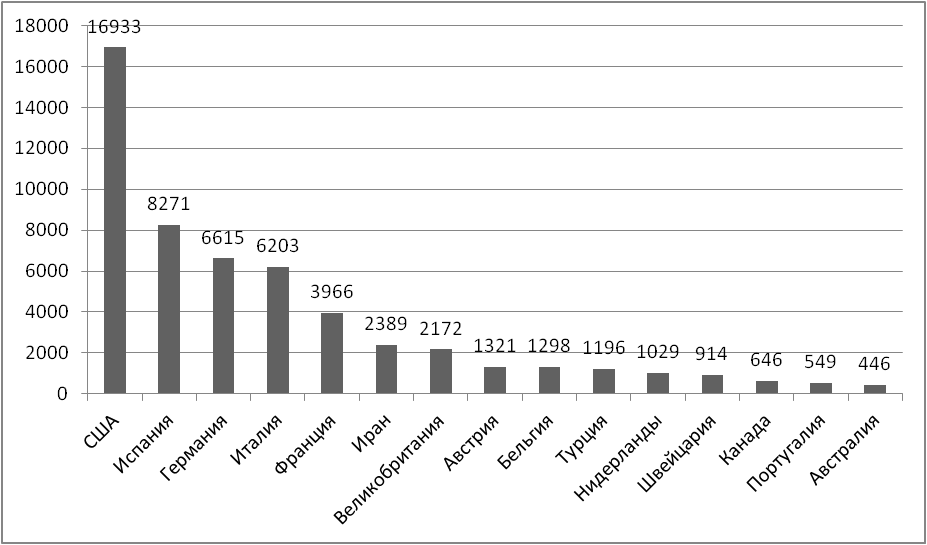 18000
16000
14000
12000
10000
8000
6000
4000
2000
0
16933
8271
6615
6203
3966
2389
2172
1321
1298
1196
1029
914
646
549
446
США
Испания
Германия
Италия
Франция
Иран
Великобритания
Австрия
Бельгия
Турция
Нидерланды
Швейцария
Канада
Португалия
Австралия